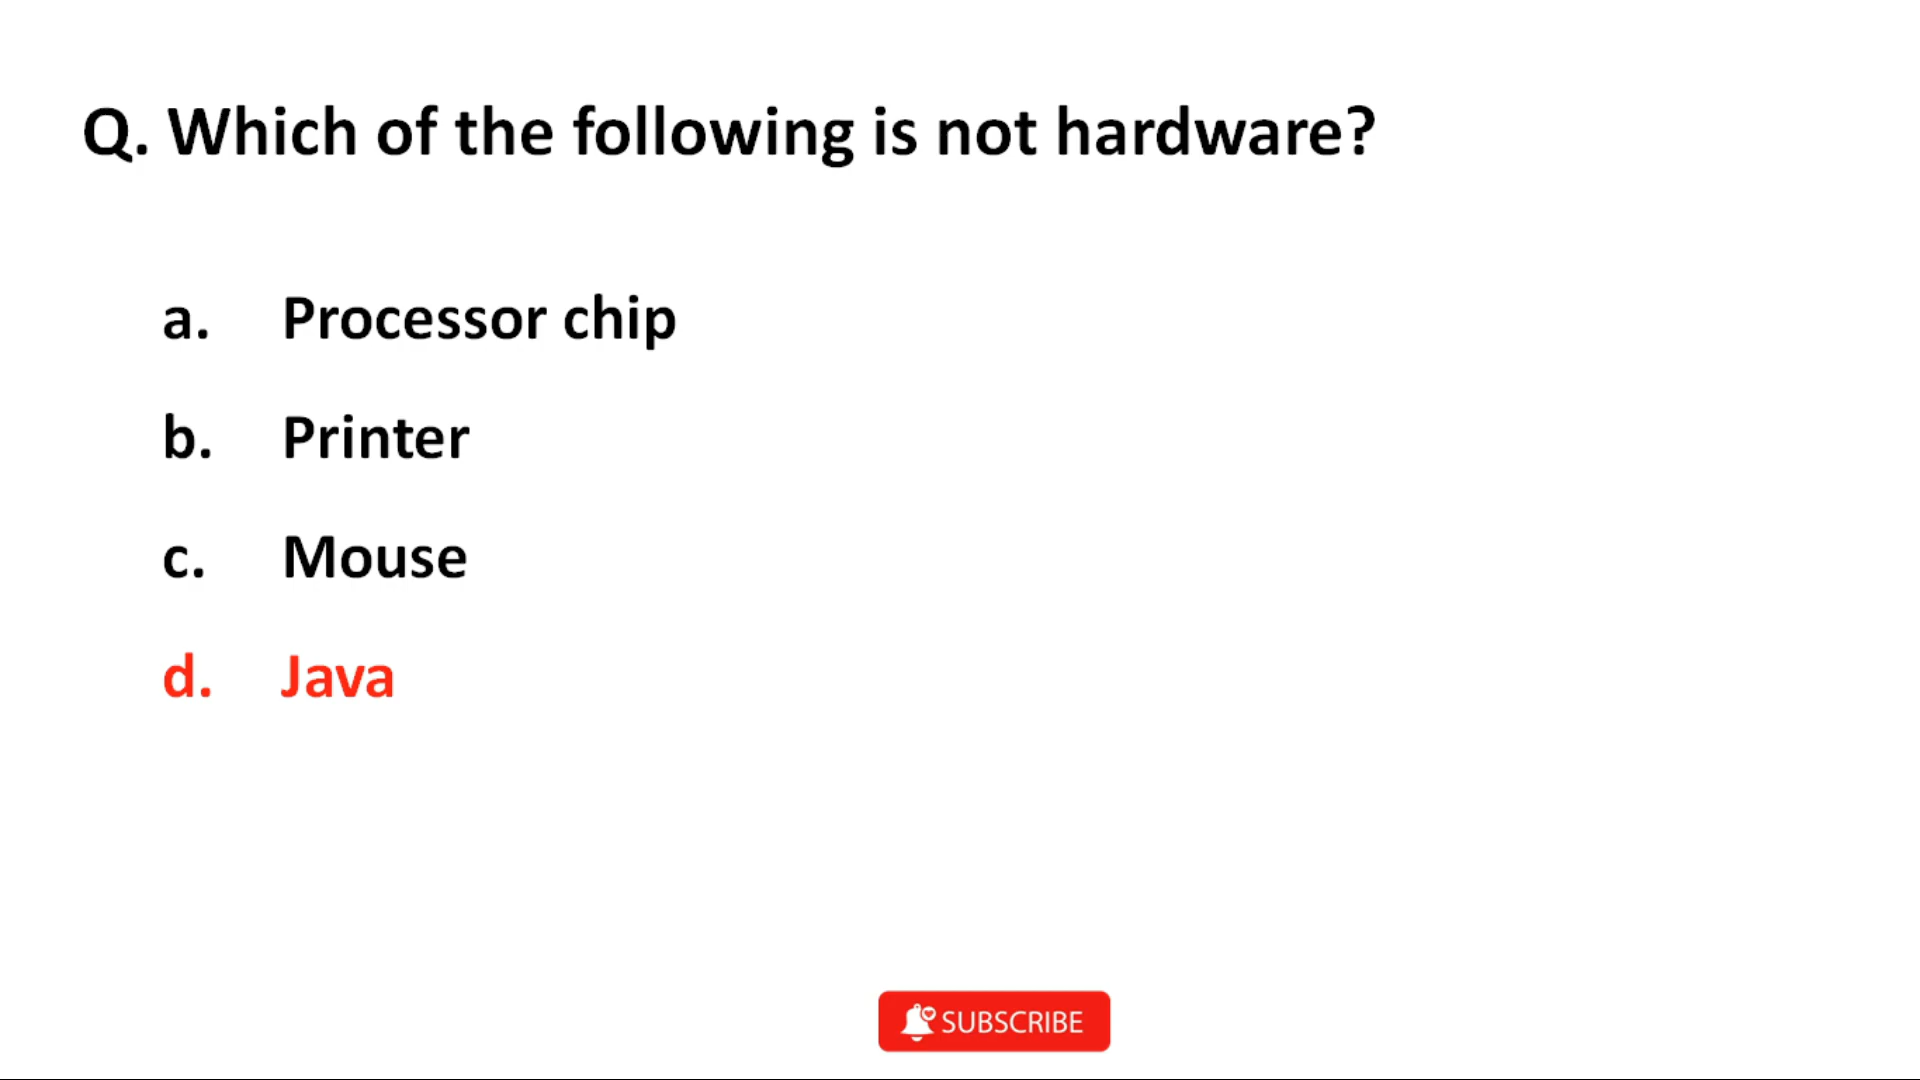 Q. Which of the following is not hardware?
a. Processor chip
b. Printer
c. Mouse
d. Java
SUBSCRIBE